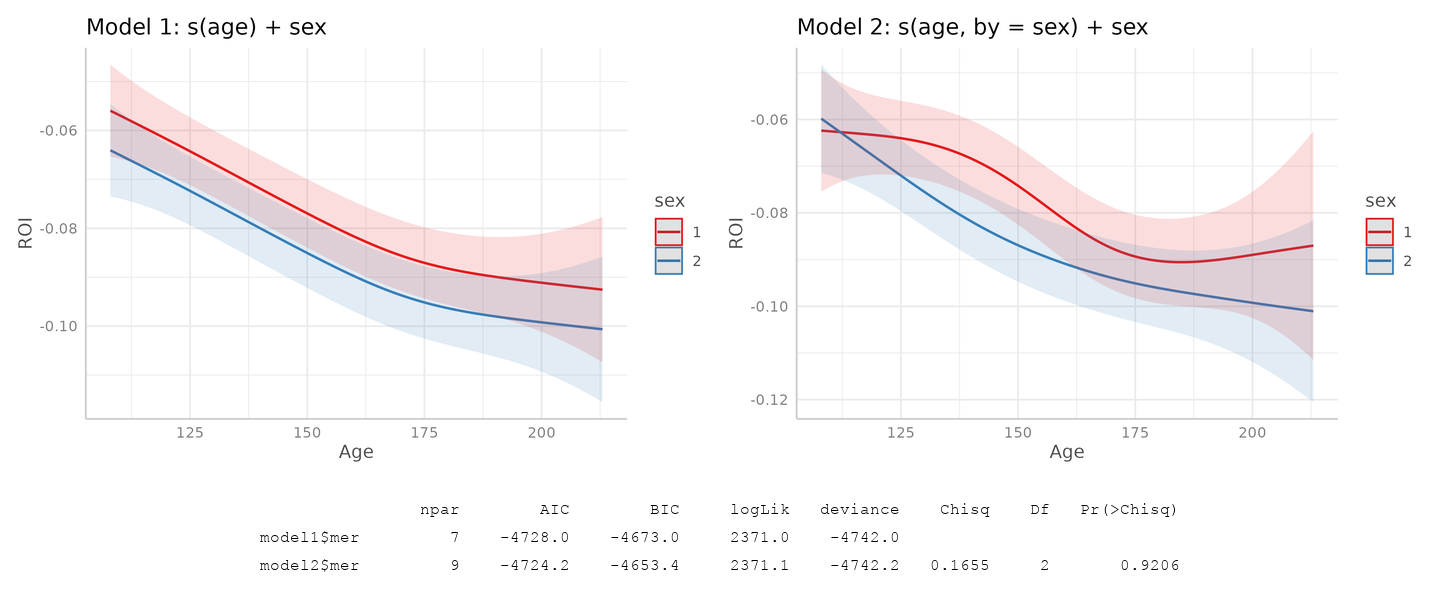 Model 1: s(age) + sex
-0.06
-0.08
-0.10
ROI
125 150 175 200
Age
sex
1
2
Model 2: s(age, by = sex) + sex
-0.06
-0.08
-0.10
-0.12
ROI
125 150 175 200
Age
sex
1
2
npar AIC BIC logLik deviance Chisq Df Pr(>Chisq)
model1$mer 7 -4728.0 -4673.0 2371.0 -4742.0
model2$mer 9 -4724.2 -4653.4 2371.1 -4742.2 0.1655 2 0.9206